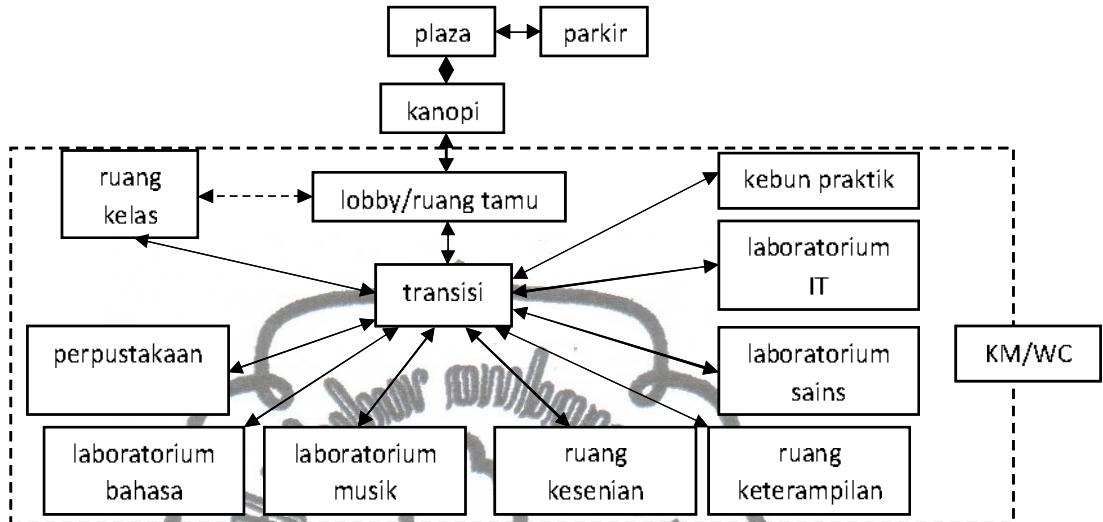 plaza
parkir
kanopi
ruang
kelas
lobby/ruang tamu
kebun praktik
laboratorium
IT
transisi
perpustakaan
laboratorium
sains
KM/WC
laboratorium
bahasa
laboratorium
musik
ruang
kesenian
ruang
keterampilan